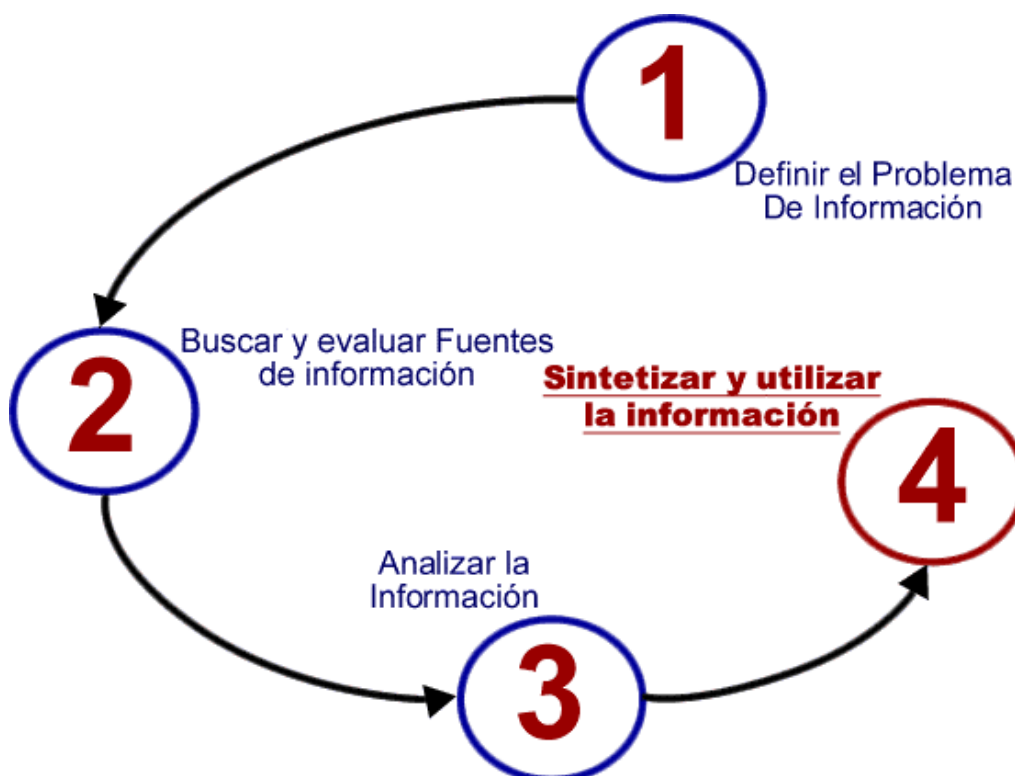 1
Definir el Problema
De Información
2
Buscar y evaluar Fuentes
de información
3
Analizar la
Información
4
Sintetizar y utilizar
la información